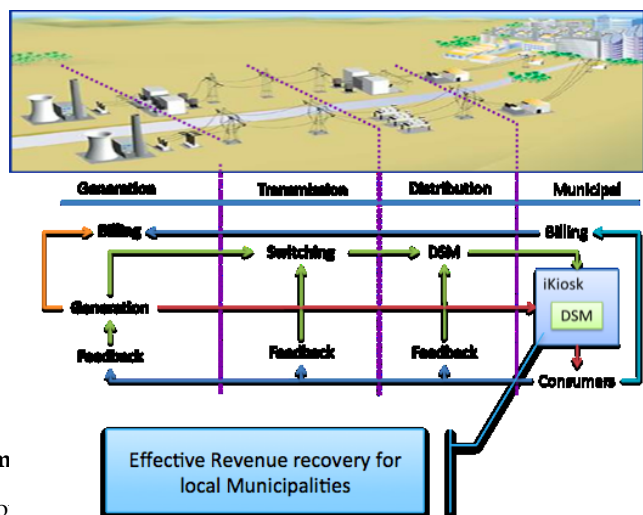 Generation Transmission Distribution Municipal
Billing Billing
Switching DSM
iKiosk
Generation
DSM
Feedback Feedback Feedback
Consumers
Effective Revenue recovery for
local Municipalities